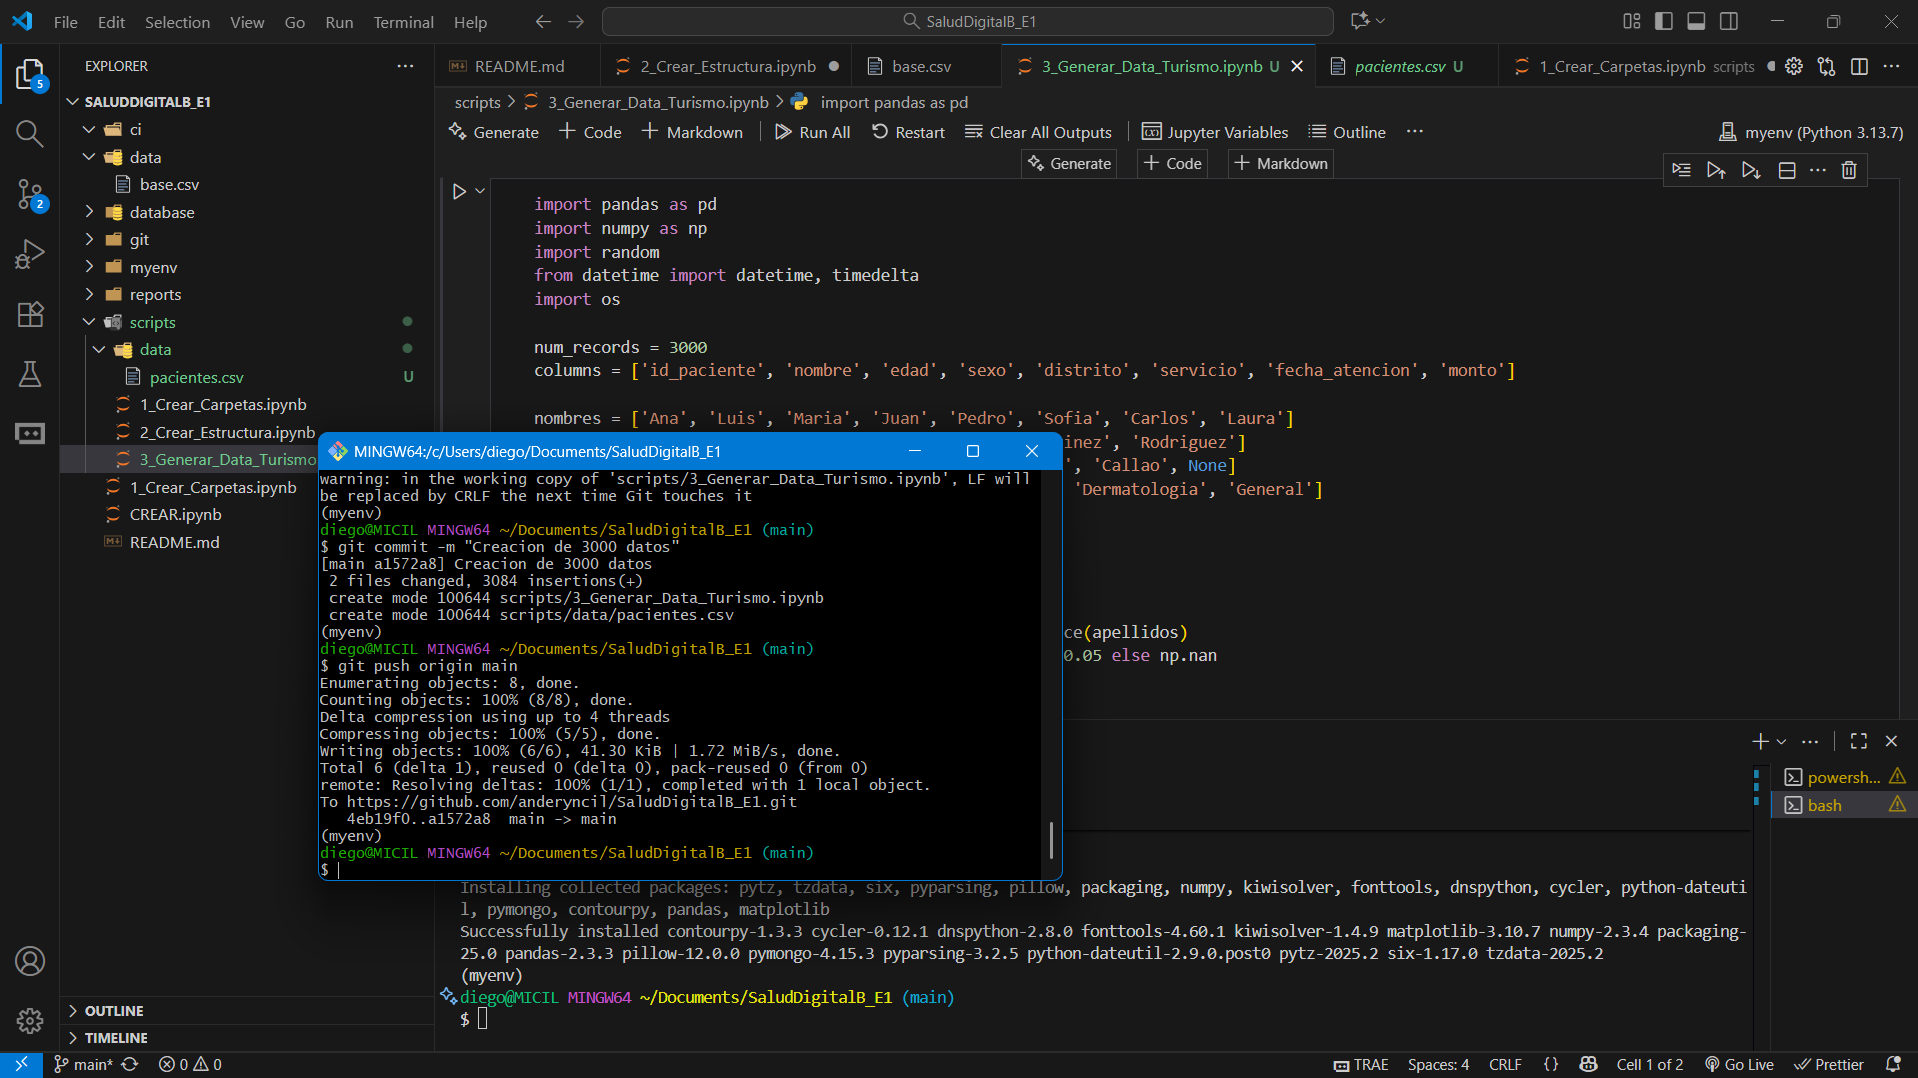 File Edit Selection View Go Run Terminal Help
SaludDigitalB_E1
EXPLORER
README.md
2_Crear_Estructura.ipynb
base.csv
3_Generar_Data_Turismo.ipynb U
pacientes.csv U
1_Crear_Carpetas.ipynb scripts
scripts > 3_Generar_Data_Turismo.ipynb > import pandas as pd
Generate + Code + Markdown Run All Restart Clear All Outputs Jupyter Variables Outline ...
myenv (Python 3.13.7)
Generate + Code + Markdown
5
2
SALUDDIGITALB_E1
ci
data
base.csv
database
git
myenv
reports
scripts
data
pacientes.csv U
1_Crear_Carpetas.ipynb
2_Crear_Estructura.ipynb
3_Generar_Data_Turismo
1_Crear_Carpetas.ipynb
CREAR.ipynb
README.md
OUTLINE
TIMELINE
import pandas as pd
import numpy as np
import random
from datetime import datetime, timedelta
import os
num_records = 3000
columns = ['id_paciente', 'nombre', 'edad', 'sexo', 'distrito', 'servicio', 'fecha_atencion', 'monto']
nombres = ['Ana', 'Luis', 'Maria', 'Juan', 'Pedro', 'Sofia', 'Carlos', 'Laura']
inez', 'Rodriguez']
', 'Callao', None]
'Dermatologia', 'General']
ce(apellidos)
0.05 else np.nan
MINGW64:/c/Users/diego/Documents/SaludDigitalB_E1
warning: in the working copy of 'scripts/3_Generar_Data_Turismo.ipynb', LF will
be replaced by CRLF the next time Git touches it
(myenv)
diego@MICIL MINGW64 ~/Documents/SaludDigitalB_E1 (main)
$ git commit -m "Creacion de 3000 datos"
[main a1572a8] Creacion de 3000 datos
2 files changed, 3084 insertions(+)
create mode 100644 scripts/3_Generar_Data_Turismo.ipynb
create mode 100644 scripts/data/pacientes.csv
(myenv)
diego@MICIL MINGW64 ~/Documents/SaludDigitalB_E1 (main)
$ git push origin main
Enumerating objects: 8, done.
Counting objects: 100% (8/8), done.
Delta compression using up to 4 threads
Compressing objects: 100% (5/5), done.
Writing objects: 100% (6/6), 41.30 KiB | 1.72 MiB/s, done.
Total 6 (delta 1), reused 0 (delta 0), pack-reused 0 (from 0)
remote: Resolving deltas: 100% (1/1), completed with 1 local object.
To https://github.com/anderyncil/SaludDigitalB_E1.git
4eb19f0..a1572a8 main -> main
(myenv)
diego@MICIL MINGW64 ~/Documents/SaludDigitalB_E1 (main)
$
powersh...
bash
Installing collected packages: pytz, tzdata, six, pyparsing, pillow, packaging, numpy, kiwisolver, fonttools, dnspython, cycler, python-dateuti
l, pymongo, contourpy, pandas, matplotlib
Successfully installed contourpy-1.3.3 cycler-0.12.1 dnspython-2.8.0 fonttools-4.60.1 kiwisolver-1.4.9 matplotlib-3.10.7 numpy-2.3.4 packaging-
25.0 pandas-2.3.3 pillow-12.0.0 pymongo-4.15.3 pyparsing-3.2.5 python-dateutil-2.9.0.post0 pytz-2025.2 six-1.17.0 tzdata-2025.2
(myenv)
diego@MICIL MINGW64 ~/Documents/SaludDigitalB_E1 (main)
$
main* 0 0 TRAE Spaces: 4 CRLF {} Cell 1 of 2 Go Live Prettier